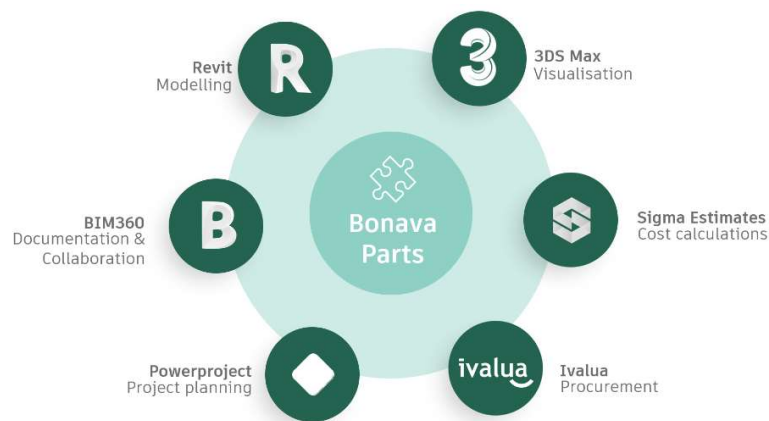 Revit
Modelling
R
3
3DS Max
Visualisation
BIM360
Documentation &
Collaboration
B
Bonava
Parts
Sigma Estimates
Cost calculations
Powerproject
Project planning
ivalua
Ivalua
Procurement